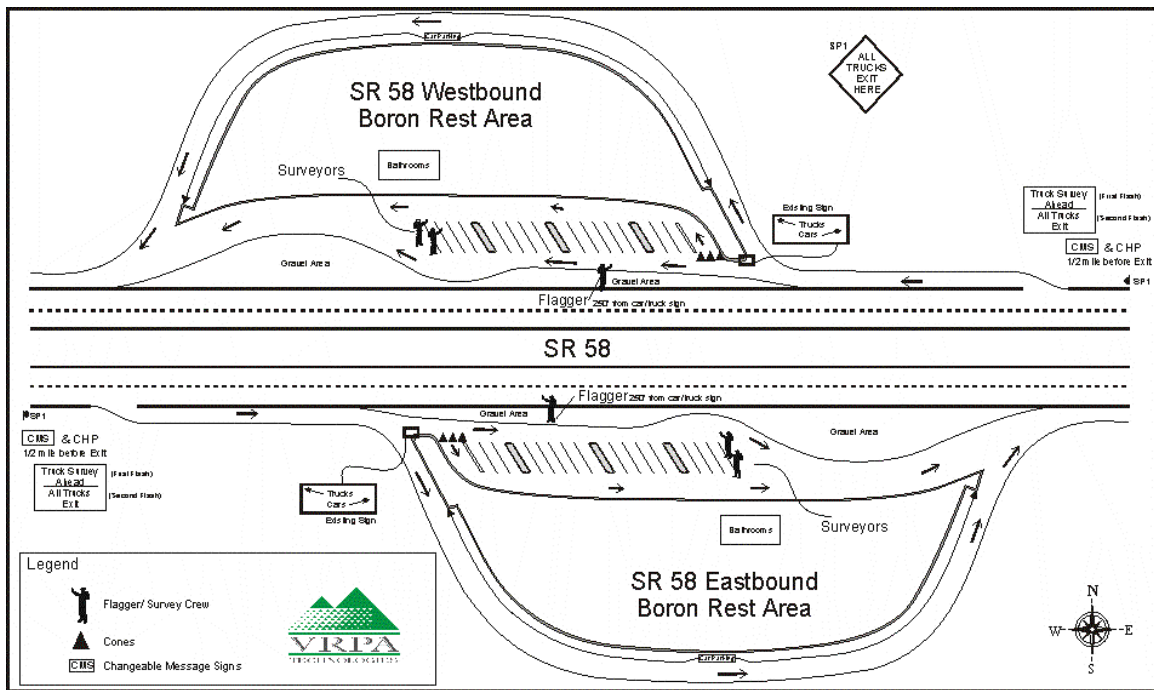 Car Parking
SP1
ALL
TRUCKS
EXIT
HERE
SR 58 Westbound
Boron Rest Area
Bathrooms
Surveyors
Existing Sign
Trucks
Cars
Truck Survey
Ahead
(First Flash)
All Trucks
Exit
(Second Flash)
CMS & CHP
1/2 mile before Exit
SP1
Gravel Area
Gravel Area
Flagger 250' from car/truck sign
SR 58
Flagger 250' from car/truck sign
SP1
Gravel Area
Gravel Area
CMS & CHP
1/2 mile before Exit
Truck Survey
Ahead
(First Flash)
All Trucks
Exit
(Second Flash)
Trucks
Cars
Existing Sign
Bathrooms
Surveyors
SR 58 Eastbound
Boron Rest Area
Car Parking
Legend
Flagger/ Survey Crew
Cones
CMS Changeable Message Signs
VRPA
TECHNOLOGIES
N
W
E
S